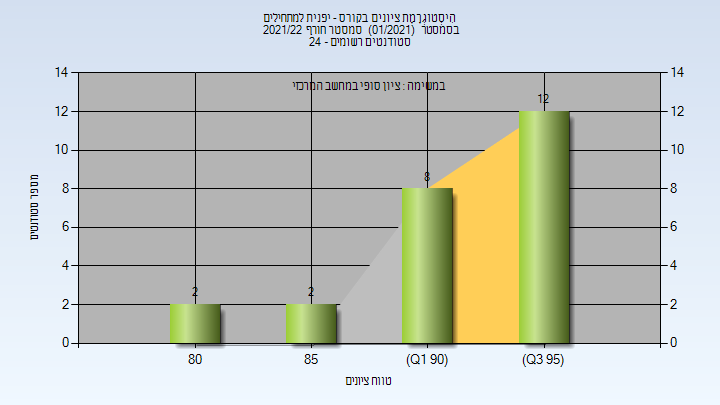 היסטוגרמת ציונים בקורס - יפנית למתחילים
בסמסטר (01/2021) סמסטר חורף 2021/22
סטודנטים רשומים - 24
במשימה : ציון סופי במחשב המרכזי
14 14
12 12
10 10
8 8
6 6
4 4
2 2
0 0
2 2 8 12
מספר סטודנטים
80 85 (Q1 90) (Q3 95)
טווח ציונים